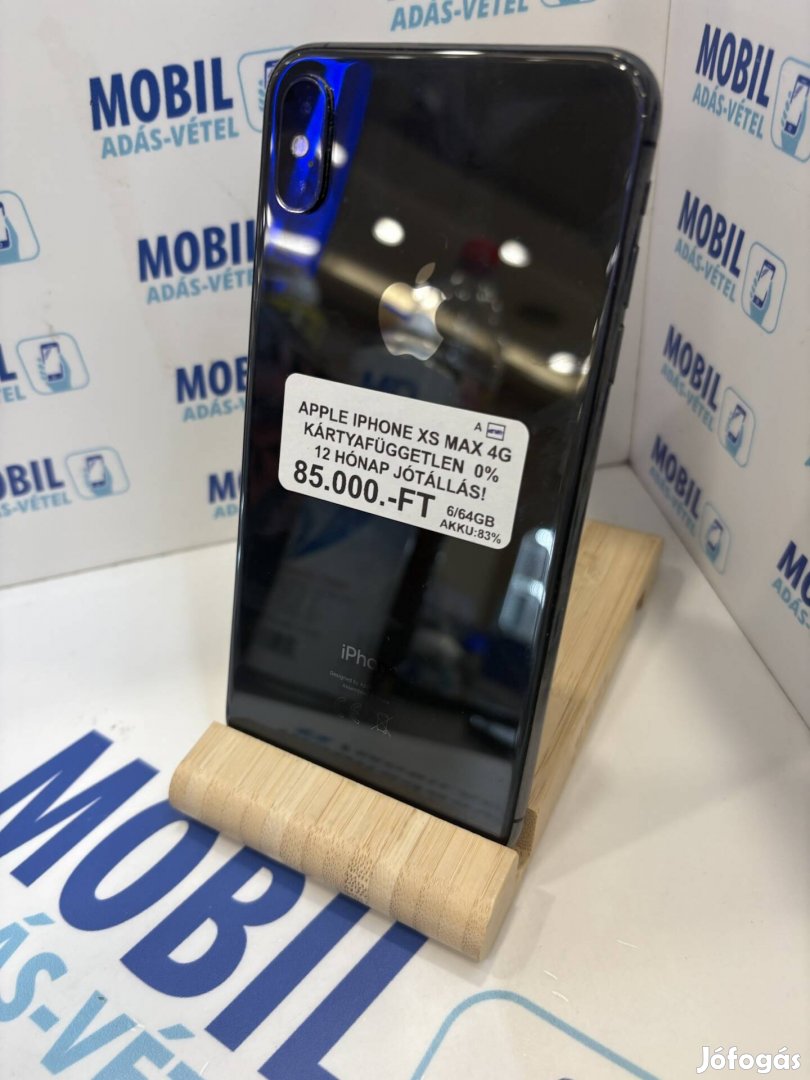 ADÁS-VÉTEL
MOBIL
ADÁS-VÉTEL
MOBIL
ADÁS-VÉTEL
MOBIL
ADÁS-VÉTEL
MOBIL
ADÁS-VÉTEL
MOBIL
ADÁS-VÉTEL
MOBIL
ADÁS-VÉTEL
MOBIL
A
APPLE IPHONE XS MAX 4G
KÁRTYAFÜGGETLEN 0%
12 HÓNAP JÓTÁLLÁS!
85.000.-FT 6/64GB
AKKU:83%
MOBIL
Jófogás